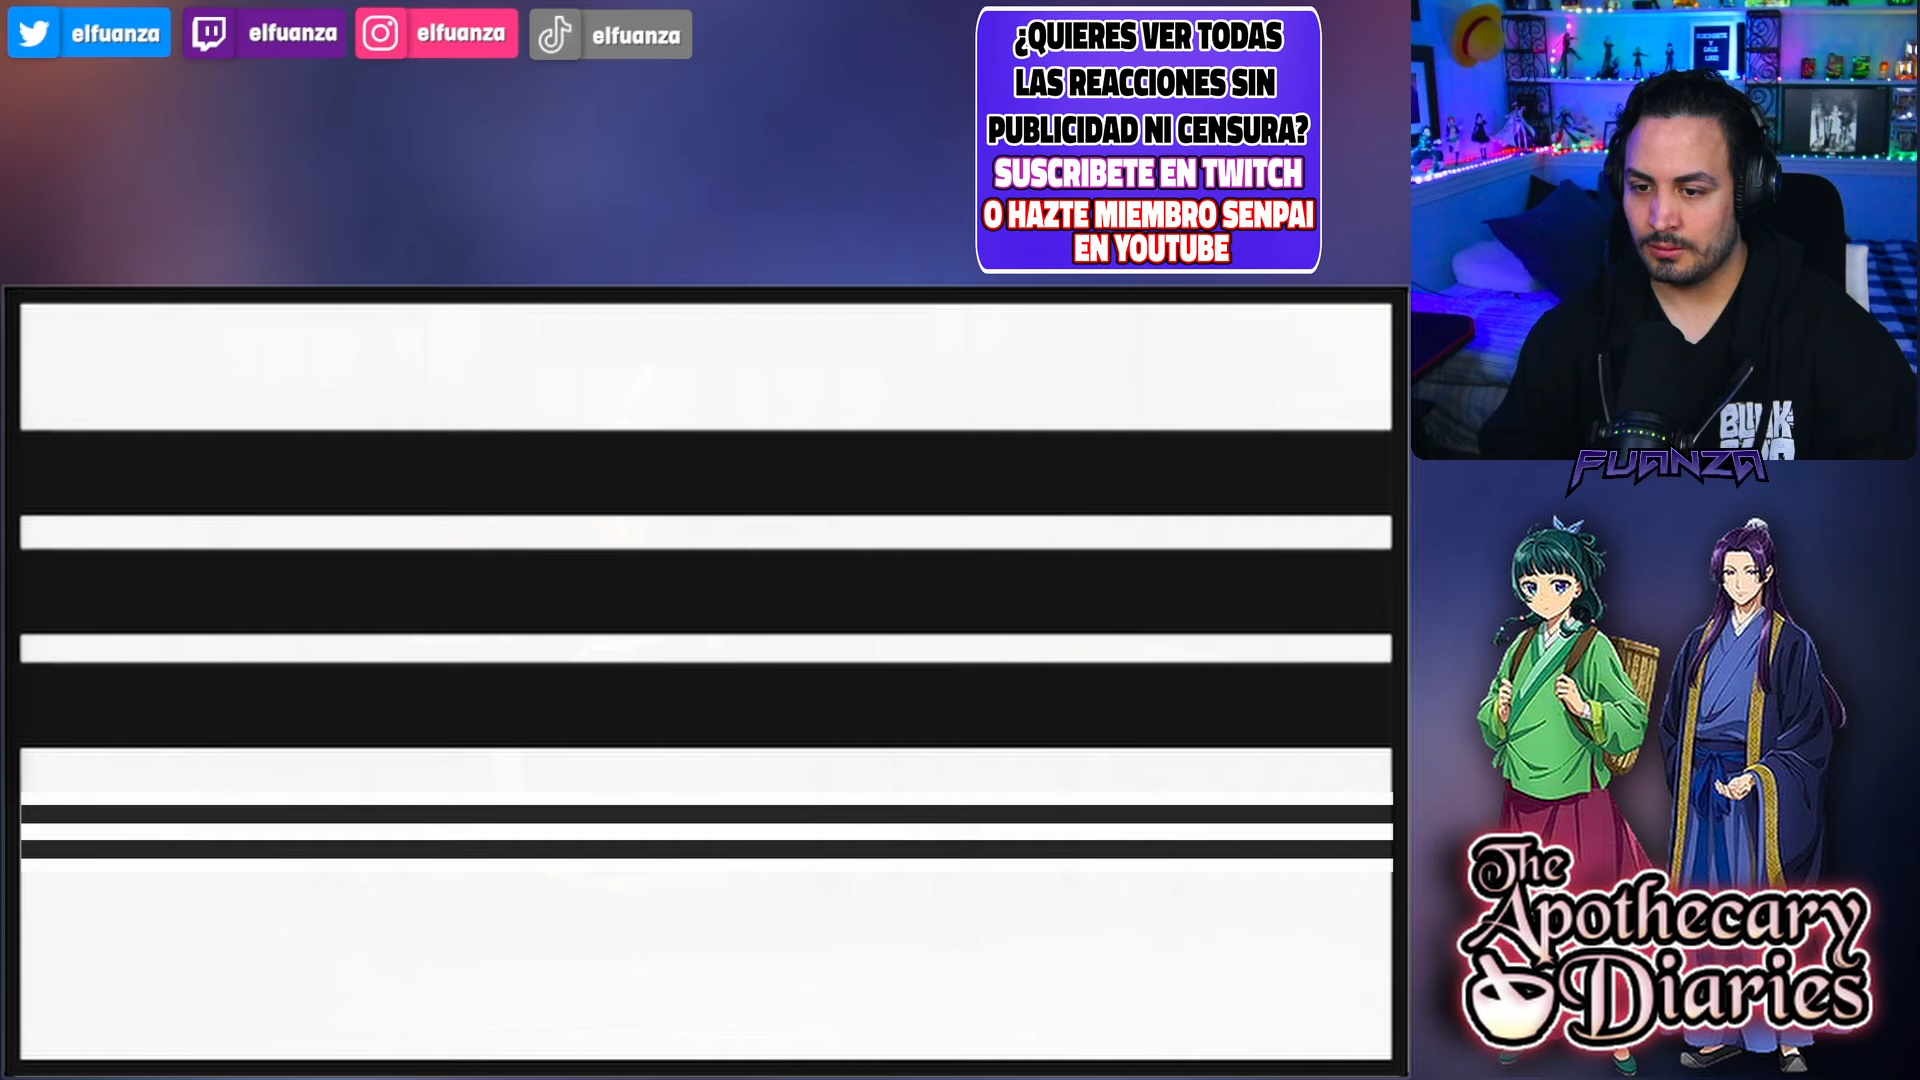 elfuanza
elfuanza
elfuanza
elfuanza
¿QUIERES VER TODAS
LAS REACCIONES SIN
PUBLICIDAD NI CENSURA?
SUSCRIBETE EN TWITCH
O HAZTE MIEMBRO SENPAI
EN YOUTUBE
FUANZA
The
Apothecary
Diaries